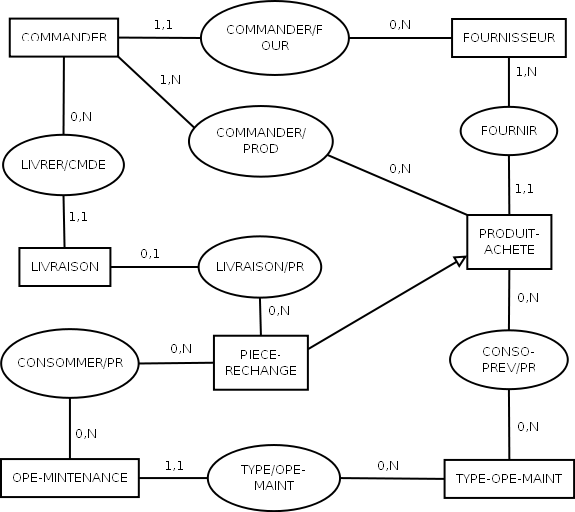 COMMANDER
1,1
COMMANDER/F
OUR
0,N
FOURNISSEUR
1,N
1,N
0,N
COMMANDER/
PROD
FOURNIR
LIVRER/CMDE
0,N
1,1
1,1
PRODUIT-
ACHETE
LIVRAISON
0,1
LIVRAISON/PR
0,N
0,N
0,N
CONSOMMER/PR
PIECE-
RECHANGE
CONSO-
PREV/PR
0,N
0,N
OPE-MINTENANCE
1,1
TYPE/OPE-
MAINT
0,N
TYPE-OPE-MAINT